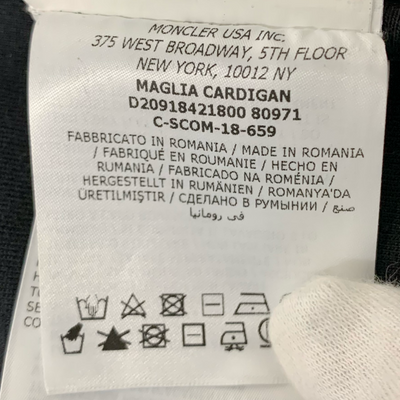 MONCLER USA INC.
375 WEST BROADWAY, 5TH FLOOR
NEW YORK, 10012 NY
MAGLIA CARDIGAN
D20918421800 80971
C-SCOM-18-659
FABBRICATO IN ROMANIA / MADE IN ROMANIA
/ FABRIQUÉ EN ROUMANIE / HECHO EN
RUMANIA / FABRICADO NA ROMÉNIA /
HERGESTELLT IN RUMÄNIEN / ROMANYA'DA
ÜRETILMIŞTIR / СДЕЛАНО В РУМЫНИИ / صنع
في رومانيا